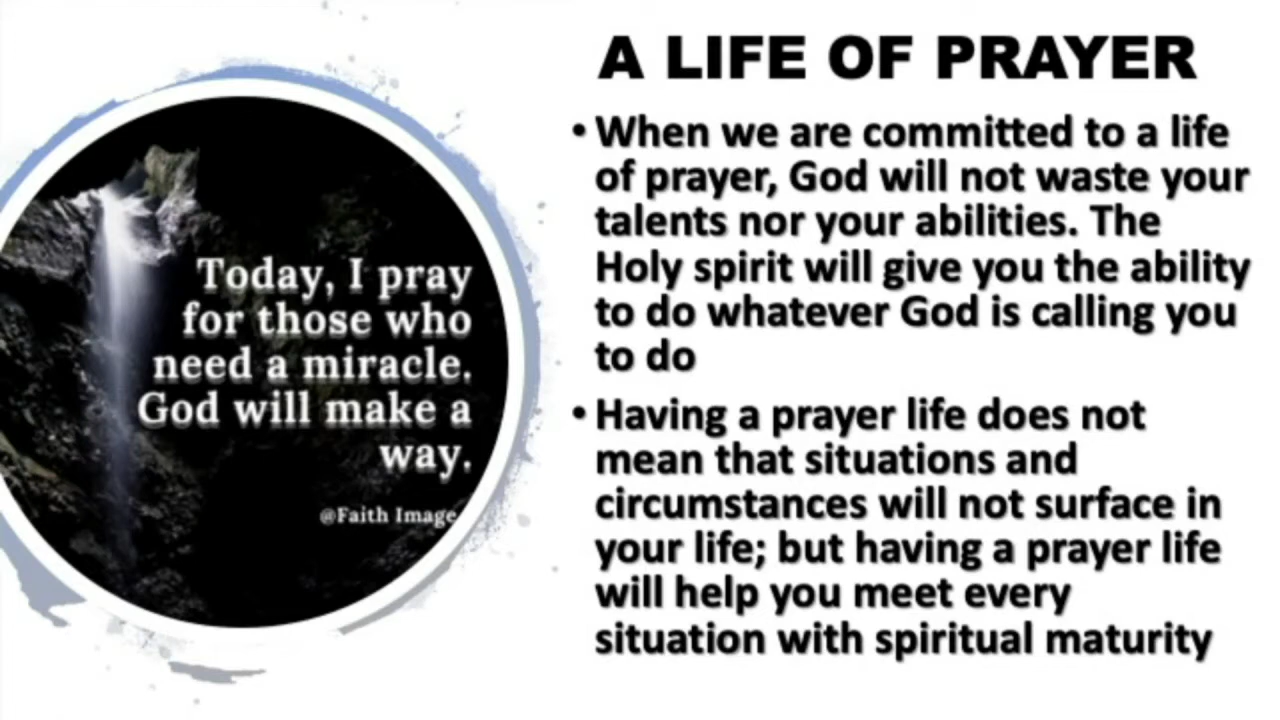 A LIFE OF PRAYER
• When we are committed to a life
of prayer, God will not waste your
talents nor your abilities. The
Holy spirit will give you the ability
to do whatever God is calling you
to do
• Having a prayer life does not
mean that situations and
circumstances will not surface in
your life; but having a prayer life
will help you meet every
situation with spiritual maturity
Today, I pray
for those who
need a miracle.
God will make a
way.
@Faith Image